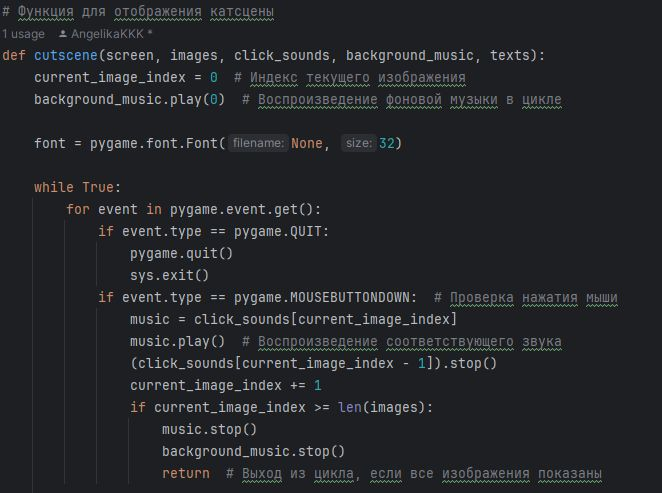 # Функция для отображения катсцены
1 usage AngelikaKKK *
def cutscene(screen, images, click_sounds, background_music, texts):
    current_image_index = 0  # Индекс текущего изображения
    background_music.play(0)  # Воспроизведение фоновой музыки в цикле

    font = pygame.font.Font( filename: None, size: 32)

    while True:
        for event in pygame.event.get():
            if event.type == pygame.QUIT:
                pygame.quit()
                sys.exit()
            if event.type == pygame.MOUSEBUTTONDOWN:  # Проверка нажатия мыши
                music = click_sounds[current_image_index]
                music.play()  # Воспроизведение соответствующего звука
                (click_sounds[current_image_index - 1]).stop()
                current_image_index += 1
                if current_image_index >= len(images):
                    music.stop()
                    background_music.stop()
                    return  # Выход из цикла, если все изображения показаны